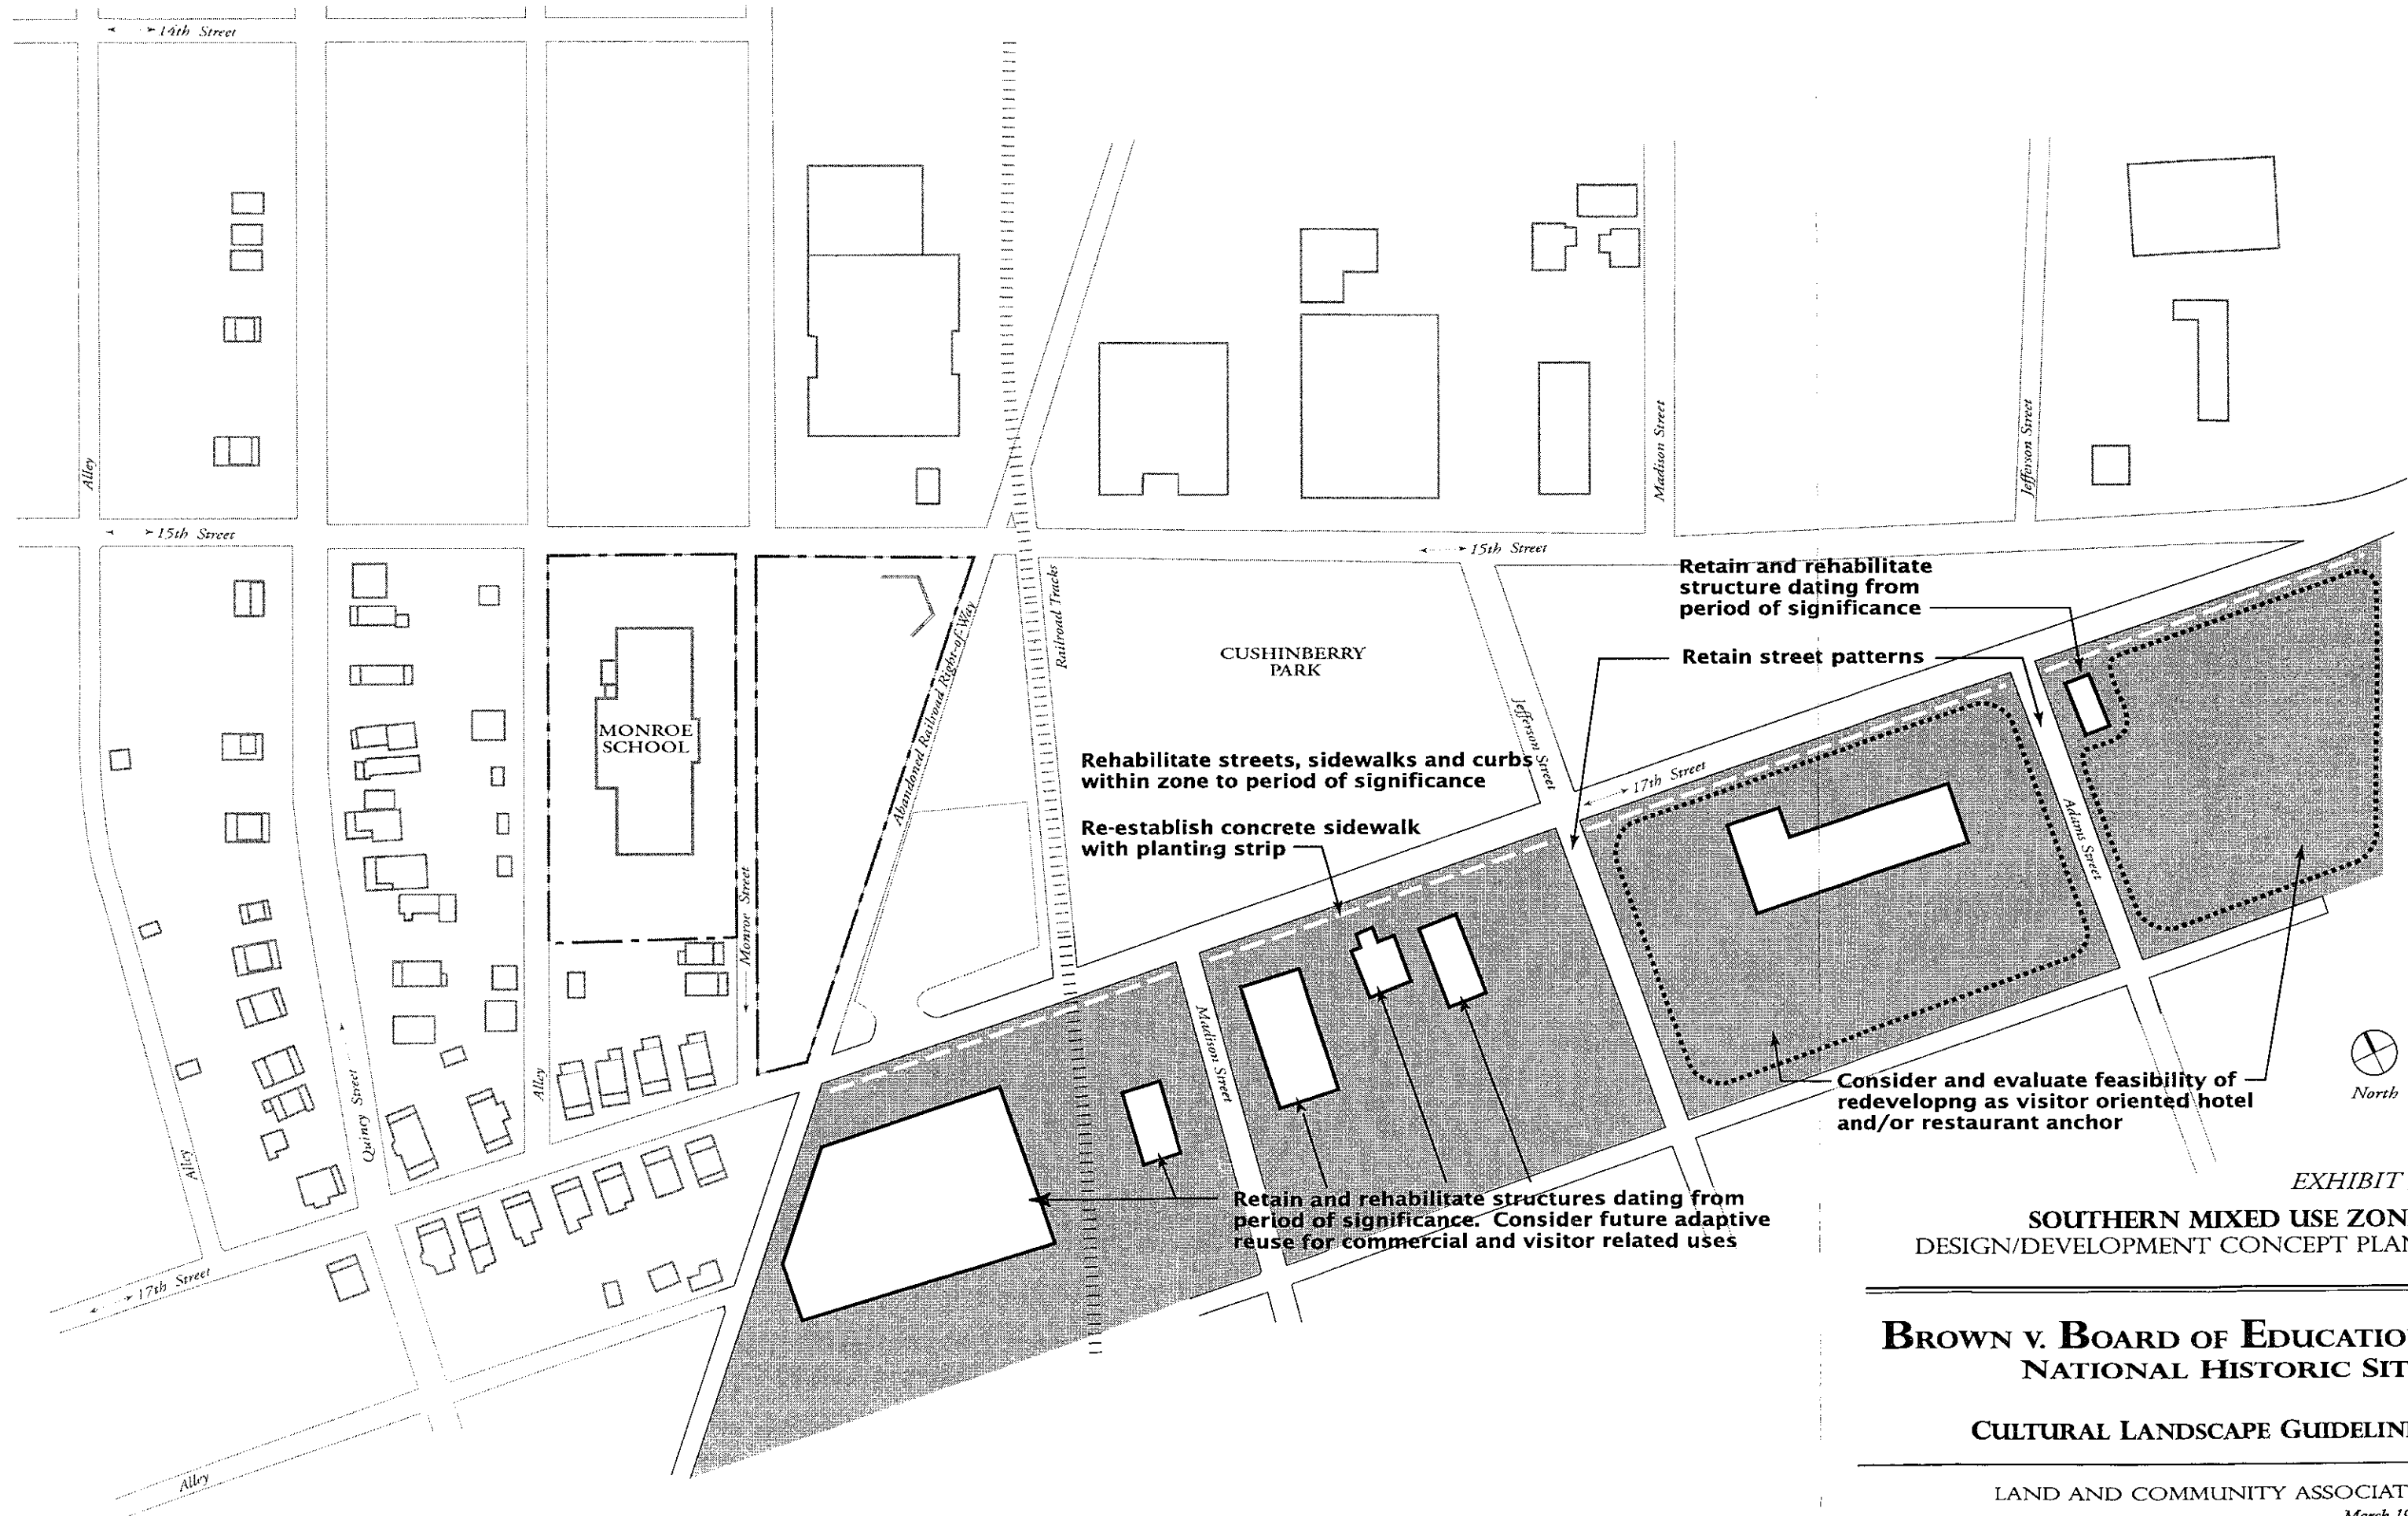 14th Street
Alley
Madison Street
Jefferson Street
15th Street
15th Street
Retain and rehabilitate
structure dating from
period of significance
Railroad Tracks
Abandoned Railroad Right-of-Way
CUSHINBERRY
PARK
Retain street patterns
MONROE
SCHOOL
Jefferson Street
Rehabilitate streets, sidewalks and curbs
within zone to period of significance
17th Street
Re-establish concrete sidewalk
with planting strip
Adams Street
Monroe Street
Madison Street
North
Consider and evaluate feasibility of
redevelopng as visitor oriented hotel
and/or restaurant anchor
Alley
Quincy Street
Alley
Retain and rehabilitate structures dating from
period of significance. Consider future adaptive
reuse for commercial and visitor related uses
17th Street
Alley
EXHIBIT
SOUTHERN MIXED USE ZON
DESIGN/DEVELOPMENT CONCEPT PLAN
BROWN V. BOARD OF EDUCATIO
NATIONAL HISTORIC SIT
CULTURAL LANDSCAPE GUIDELIN
LAND AND COMMUNITY ASSOCIAT
March 19